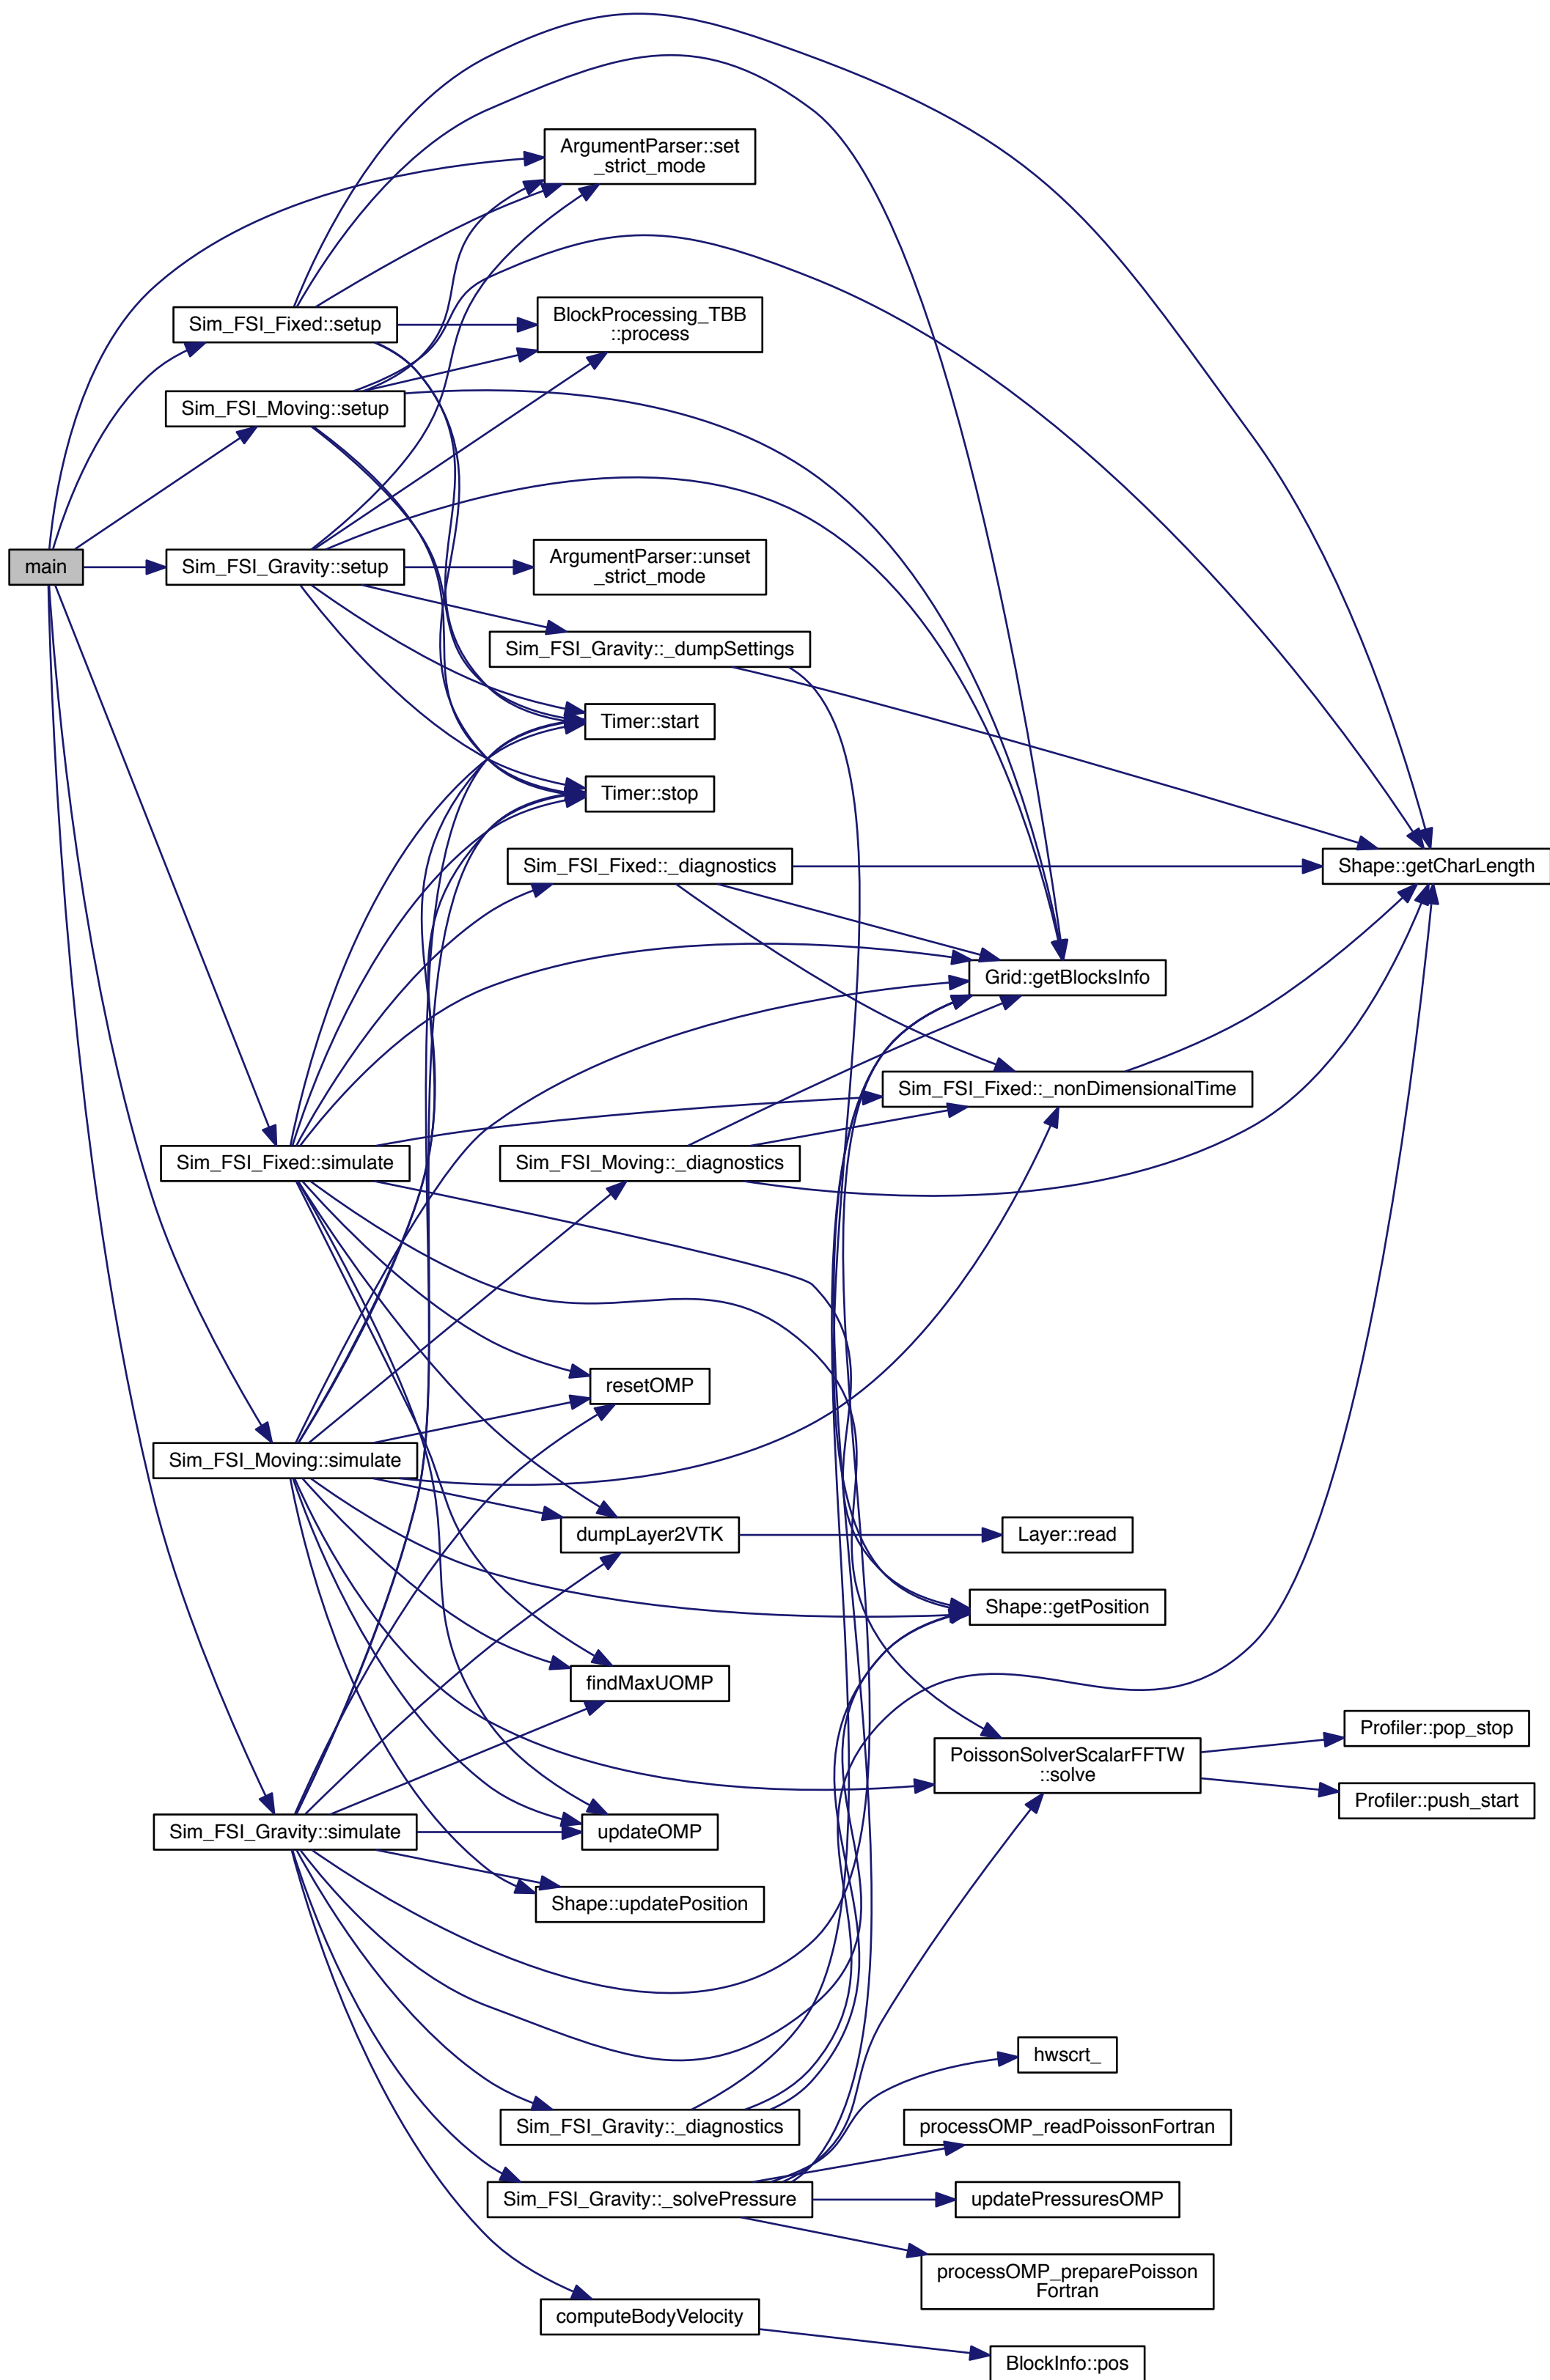 ArgumentParser::set
_strict_mode
BlockProcessing_TBB
::process
Sim_FSI_Fixed::setup
Sim_FSI_Moving::setup
main
Sim_FSI_Gravity::setup
ArgumentParser::unset
_strict_mode
Sim_FSI_Gravity::_dumpSettings
Timer::start
Timer::stop
Sim_FSI_Fixed::_diagnostics
Shape::getCharLength
Grid::getBlocksInfo
Sim_FSI_Fixed::_nonDimensionalTime
Sim_FSI_Fixed::simulate
Sim_FSI_Moving::_diagnostics
resetOMP
Sim_FSI_Moving::simulate
dumpLayer2VTK
Layer::read
Shape::getPosition
findMaxUOMP
Profiler::pop_stop
PoissonSolverScalarFFTW
::solve
Profiler::push_start
Sim_FSI_Gravity::simulate
updateOMP
Shape::updatePosition
hwscrt_
Sim_FSI_Gravity::_diagnostics
processOMP_readPoissonFortran
Sim_FSI_Gravity::_solvePressure
updatePressuresOMP
processOMP_preparePoisson
Fortran
computeBodyVelocity
BlockInfo::pos